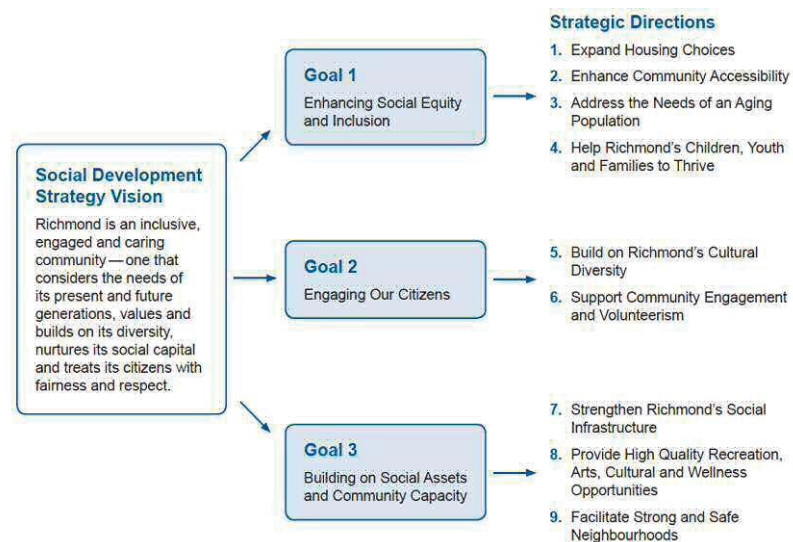 Social Development
Strategy Vision
Richmond is an inclusive,
engaged and caring
community — one that
considers the needs of
its present and future
generations, values and
builds on its diversity,
nurtures its social capital
and treats its citizens with
fairness and respect.
Goal 1
Enhancing Social Equity
and Inclusion
Goal 2
Engaging Our Citizens
Goal 3
Building on Social Assets
and Community Capacity
Strategic Directions
1. Expand Housing Choices
2. Enhance Community Accessibility
3. Address the Needs of an Aging
Population
4. Help Richmond's Children, Youth
and Families to Thrive
5. Build on Richmond's Cultural
Diversity
6. Support Community Engagement
and Volunteerism
7. Strengthen Richmond's Social
Infrastructure
8. Provide High Quality Recreation,
Arts, Cultural and Wellness
Opportunities
9. Facilitate Strong and Safe
Neighbourhoods